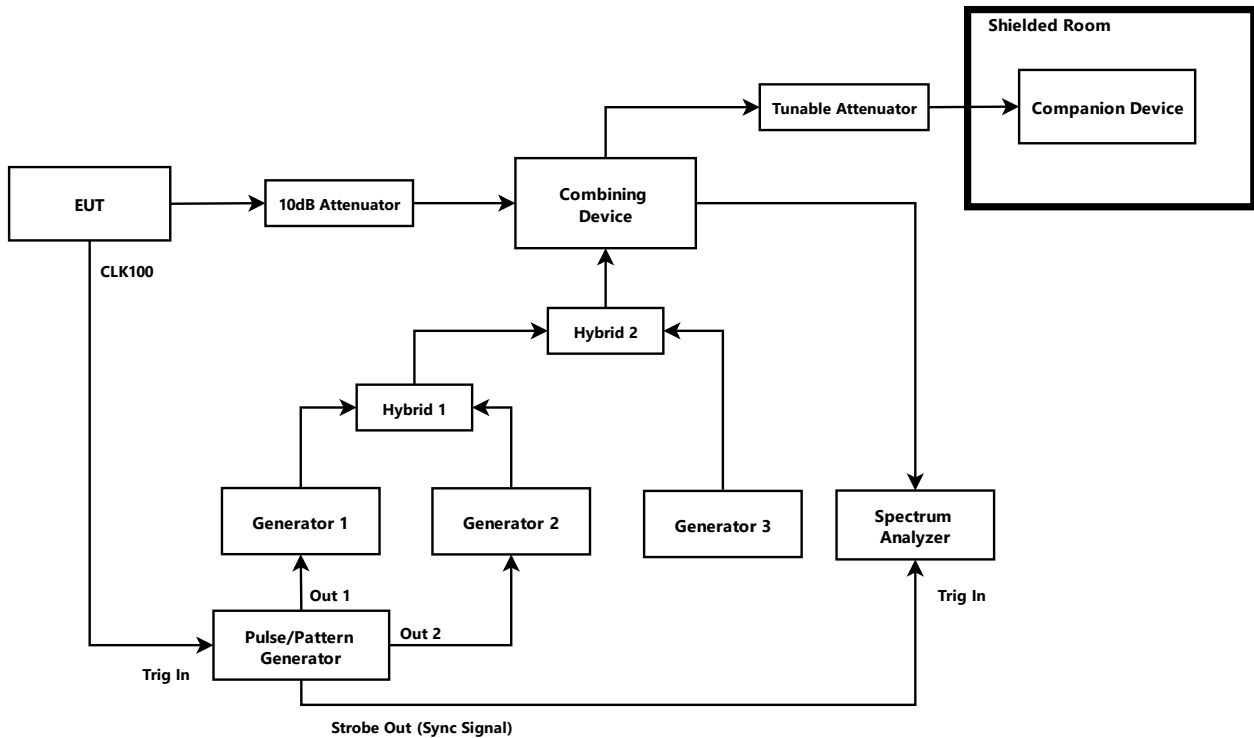 Shielded Room
Tunable Attenuator
Companion Device
EUT
10dB Attenuator
Combining
Device
CLK100
Hybrid 2
Hybrid 1
Generator 1
Generator 2
Generator 3
Spectrum
Analyzer
Out 1
Trig In
Out 2
Pulse/Pattern
Generator
Trig In
Strobe Out (Sync Signal)